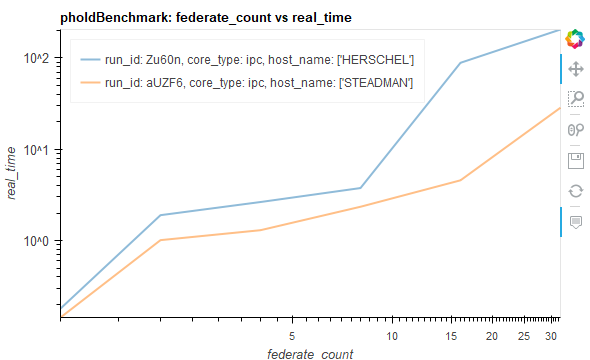 pholdBenchmark: federate_count vs real_time
run_id: Zu60n, core_type: ipc, host_name: ['HERSCHEL']
run_id: aUZF6, core_type: ipc, host_name: ['STEADMAN']
10^2
10^1
10^0
real_time
5 10 15 20 25 30
federate_count